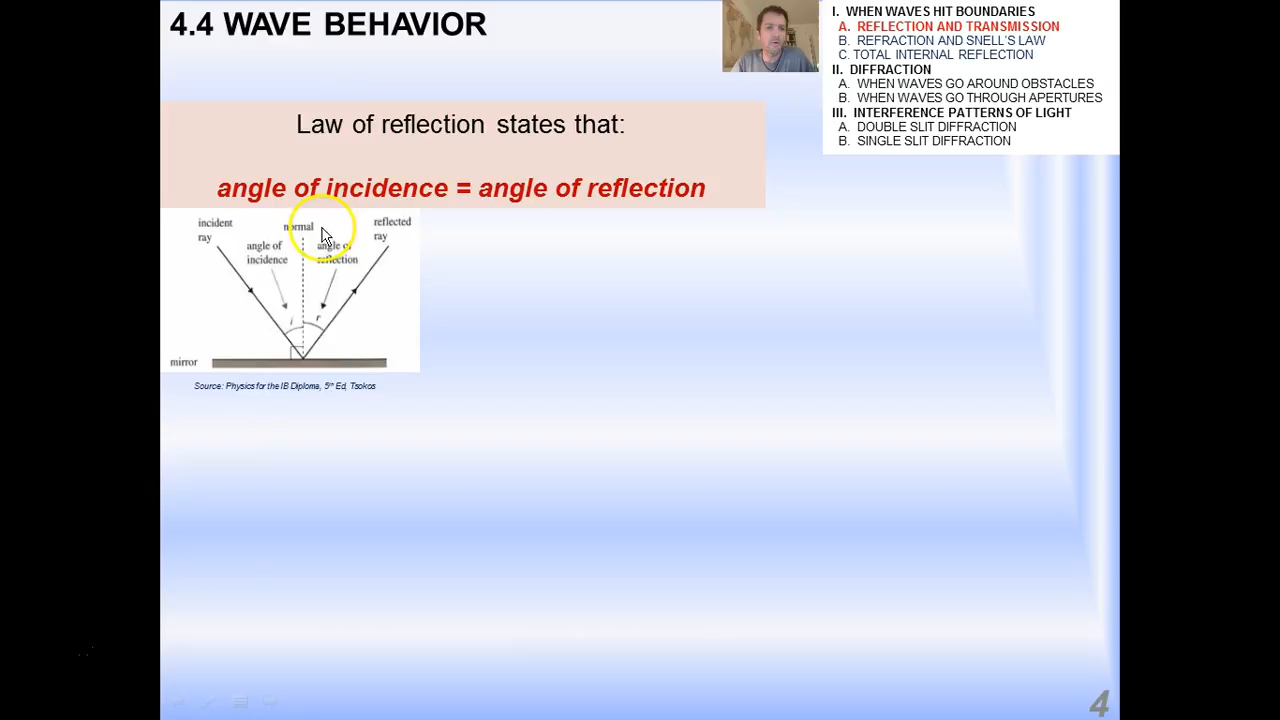 4.4 WAVE BEHAVIOR
I. WHEN WAVES HIT BOUNDARIES
A. REFLECTION AND TRANSMISSION
B. REFRACTION AND SNELL'S LAW
C. TOTAL INTERNAL REFLECTION
II. DIFFRACTION
A. WHEN WAVES GO AROUND OBSTACLES
B. WHEN WAVES GO THROUGH APERTURES
III. INTERFERENCE PATTERNS OF LIGHT
A. DOUBLE SLIT DIFFRACTION
B. SINGLE SLIT DIFFRACTION
Law of reflection states that:
angle of incidence = angle of reflection
incident
ray
normal
reflected
ray
angle of
incidence
angle of
reflection
i
r
mirror
Source: Physics for the IB Diploma, 5th Ed, Tsokos
4